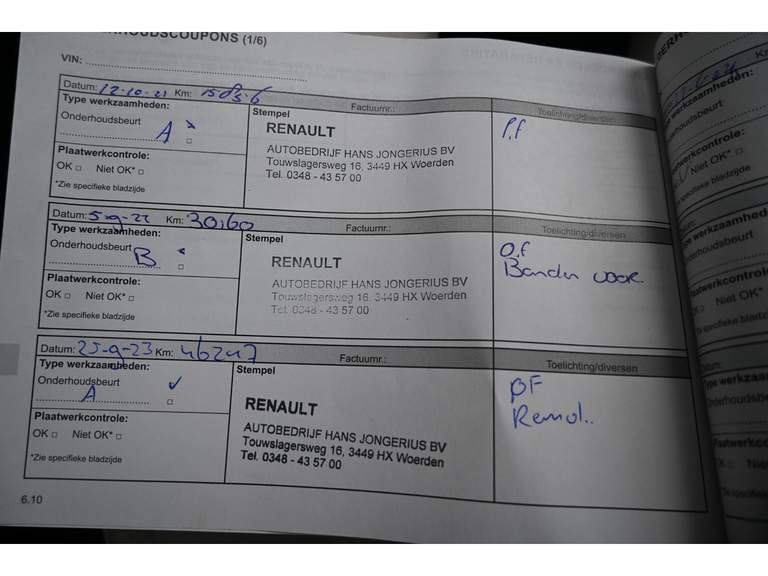 RHOUDSCOUPONS (1/6)
VIN:
Datum: 12-10-21 Km:
Factuurnr.:
Toelichting/diversen
Type werkzaamheden:
Onderhoudsbeurt
A
Plaatwerkcontrole:
OK □ Niet OK* □
*Zie specifieke bladzijde
Stempel
RENAULT
AUTOBEDRIJF HANS JONGERIUS BV
Touwslagersweg 16, 3449 HX Woerden
Tel. 0348 - 43 57 00
Datum: 5-9-22 Km: 30160
Factuurnr.:
Toelichting/diversen
Type werkzaamheden:
Onderhoudsbeurt
B
Plaatwerkcontrole:
OK □ Niet OK* □
*Zie specifieke bladzijde
Stempel
RENAULT
AUTOBEDRIJF HANS JONGERIUS BV
Touwslagersweg 16, 3449 HX Woerden
Tel. 0348 - 43 57 00
O.F
Banden voor
Datum: 25-9-23 Km: 46247
Factuurnr.:
Toelichting/diversen
Type werkzaamheden:
Onderhoudsbeurt
A
Plaatwerkcontrole:
OK □ Niet OK* □
*Zie specifieke bladzijde
Stempel
RENAULT
AUTOBEDRIJF HANS JONGERIUS BV
Touwslagersweg 16, 3449 HX Woerden
Tel. 0348 - 43 57 00
6.10